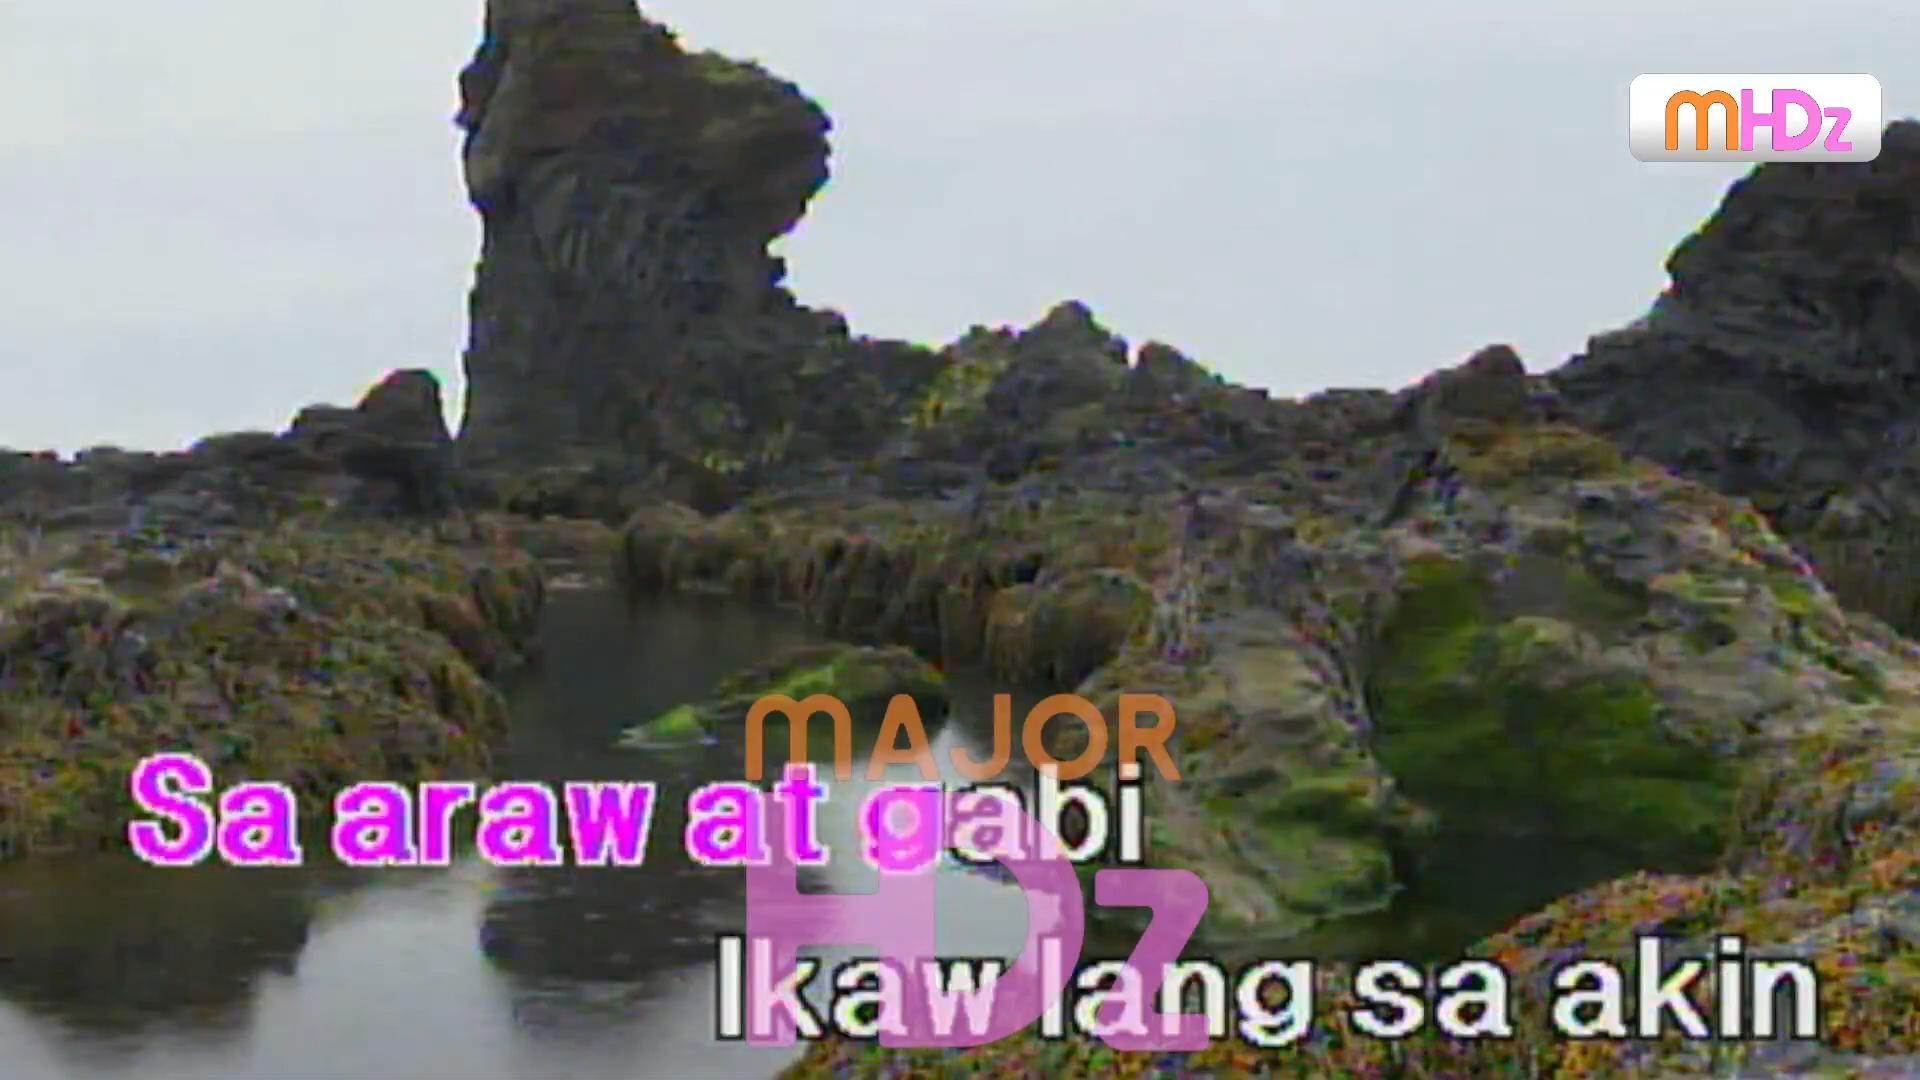 MHDz
MAJOR
Sa araw at gabi
HDz
Ikaw lang sa akin